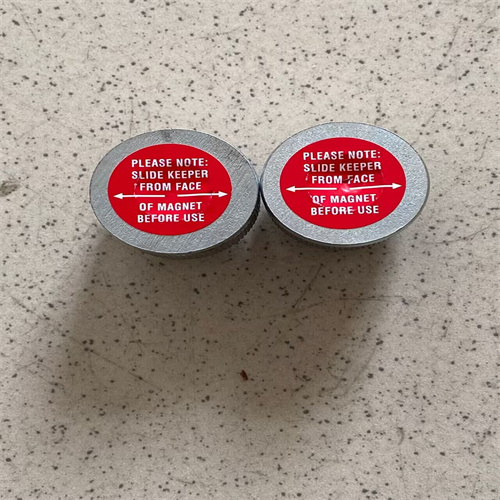 PLEASE NOTE:
SLIDE KEEPER
FROM FACE
OF MAGNET
BEFORE USE
PLEASE NOTE:
SLIDE KEEPER
FROM FACE
OF MAGNET
BEFORE USE